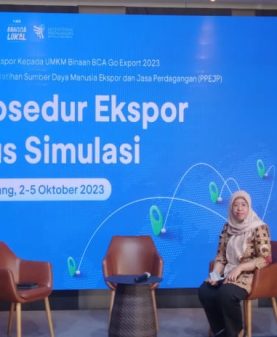 BANGGA
LOKAL
spor Kepada UMKM Binaan BCA Go Export 2023
atihan Sumber Daya Manusia Ekspor dan Jasa Perdagangan (PPEJP)
osedur Ekspor
us Simulasi
ang, 2-5 Oktober 2023